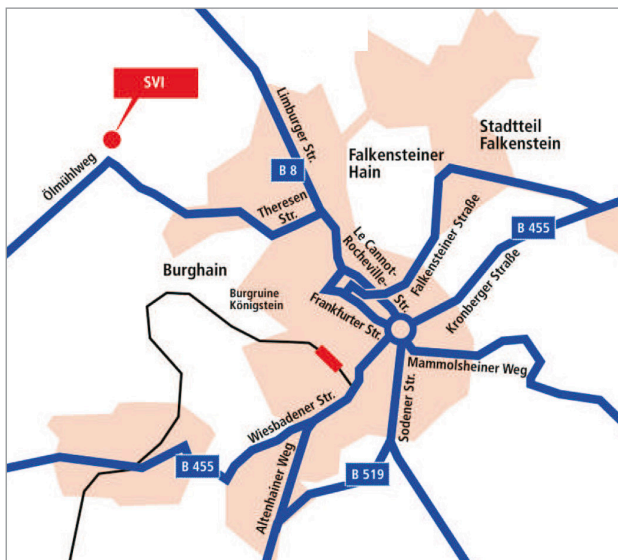 SVI
Ölmühlweg
Limburger Str.
B 8
Theresen
Str.
Falkensteiner
Hain
Stadtteil
Falkenstein
Le Cannot-
Rocheville-
Str.
Falkensteiner Straße
B 455
Kronberger Straße
Burghain
Burgruine
Königstein
Frankfurter Str.
Mammolsheiner Weg
Wiesbadener Str.
Sodener Str.
B 455
Altenhainer Weg
B 519